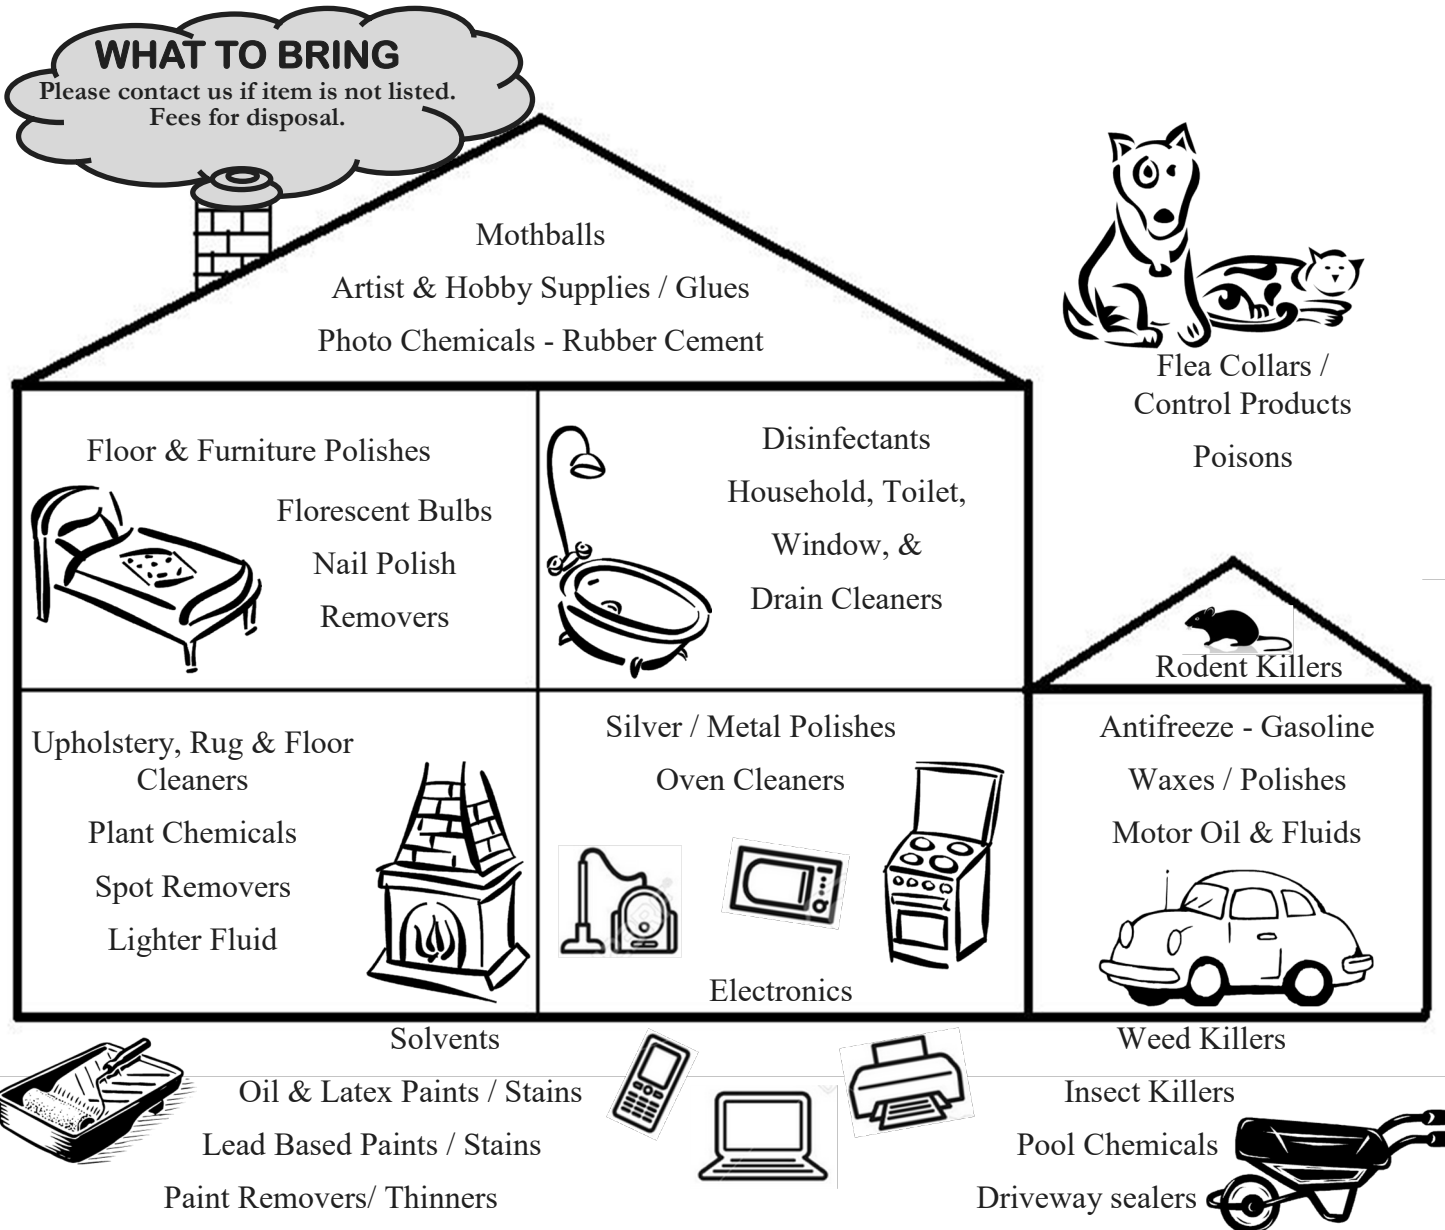 WHAT TO BRING
Please contact us if item is not listed.
Fees for disposal.
Mothballs
Artist & Hobby Supplies / Glues
Photo Chemicals - Rubber Cement
Flea Collars /
Control Products
Poisons
Floor & Furniture Polishes
Florescent Bulbs
Nail Polish
Removers
Disinfectants
Household, Toilet,
Window, &
Drain Cleaners
Rodent Killers
Upholstery, Rug & Floor
Cleaners
Plant Chemicals
Spot Removers
Lighter Fluid
Silver / Metal Polishes
Oven Cleaners
Electronics
Antifreeze - Gasoline
Waxes / Polishes
Motor Oil & Fluids
Solvents
Oil & Latex Paints / Stains
Lead Based Paints / Stains
Paint Removers/ Thinners
Weed Killers
Insect Killers
Pool Chemicals
Driveway sealers